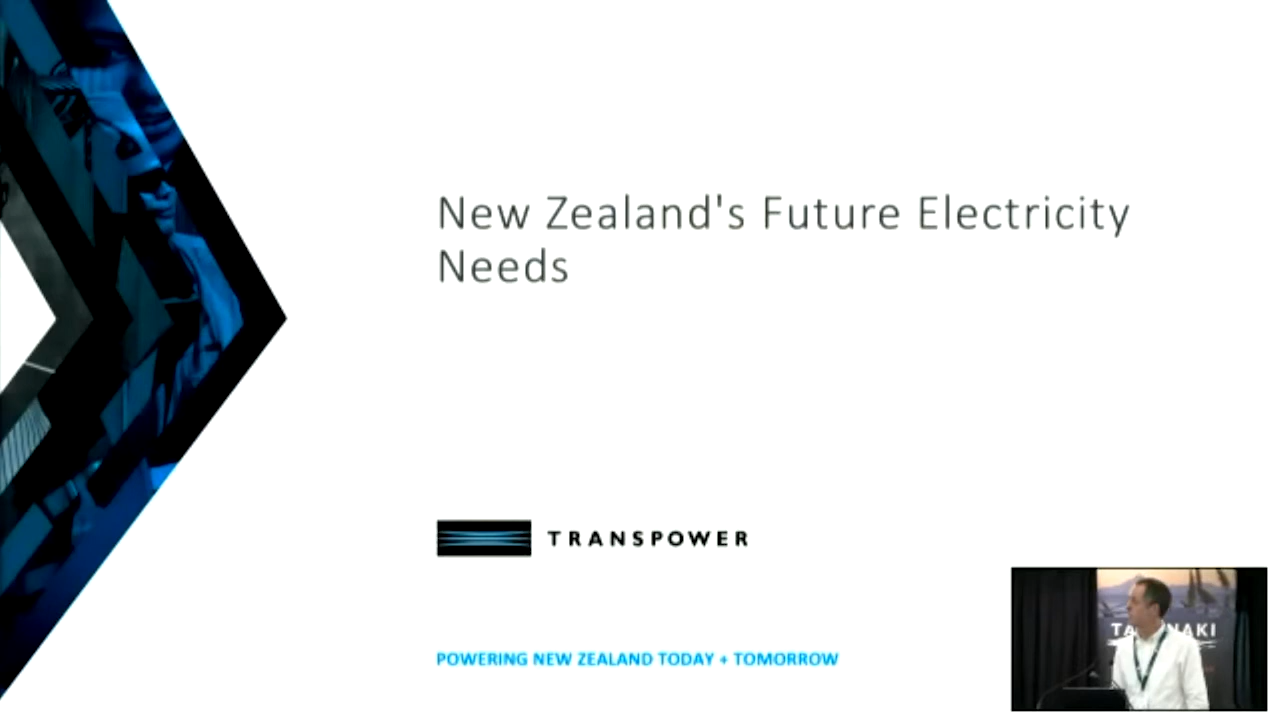 New Zealand's Future Electricity
Needs
TRANSPOWER
POWERING NEW ZEALAND TODAY + TOMORROW